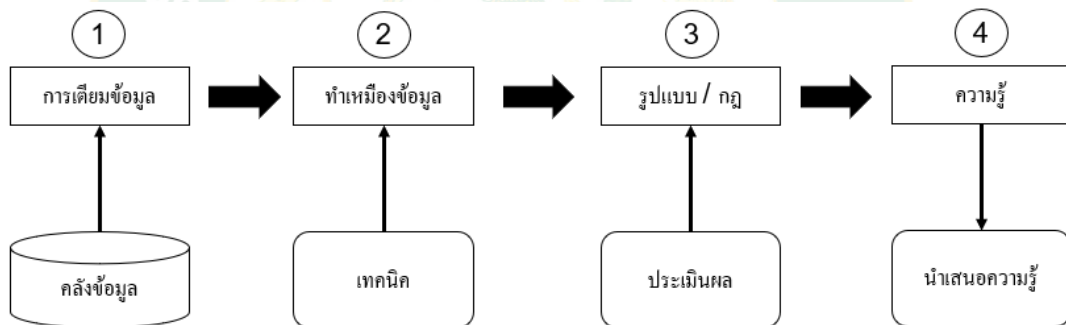 1
2
3
4
การเตียมข้อมูล
ทำเหมืองข้อมูล
รูปแบบ / กฎ
ความรู้
คลังข้อมูล
เทคนิค
ประเมินผล
นำเสนอความรู้